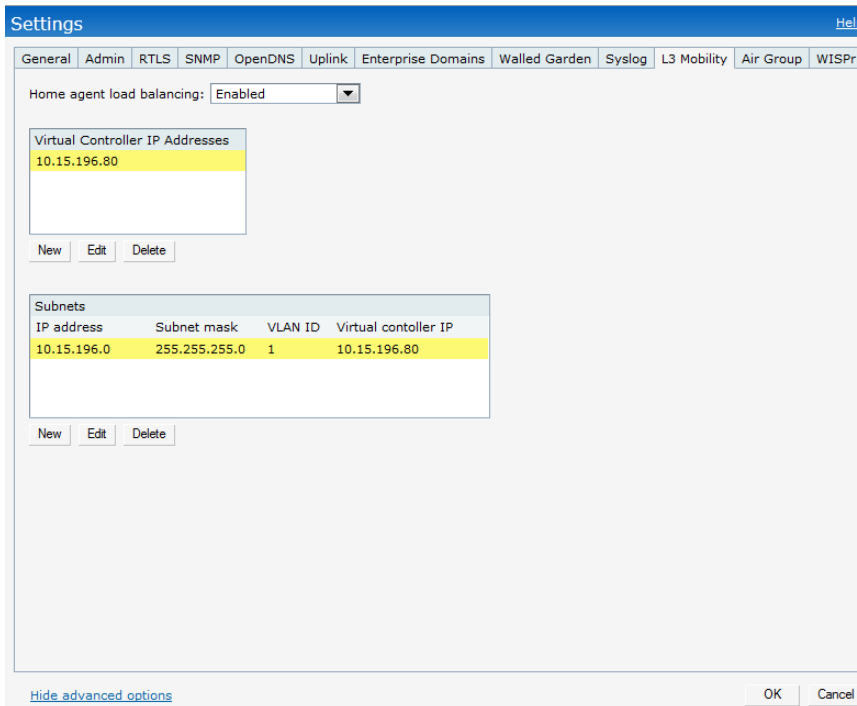 Settings
Hel
General Admin RTLS SNMP OpenDNS Uplink Enterprise Domains Walled Garden Syslog L3 Mobility Air Group WISPr
Home agent load balancing: Enabled
Virtual Controller IP Addresses
10.15.196.80
New Edit Delete
Subnets
IP address Subnet mask VLAN ID Virtual contoller IP
10.15.196.0 255.255.255.0 1 10.15.196.80
New Edit Delete
Hide advanced options
OK Cancel